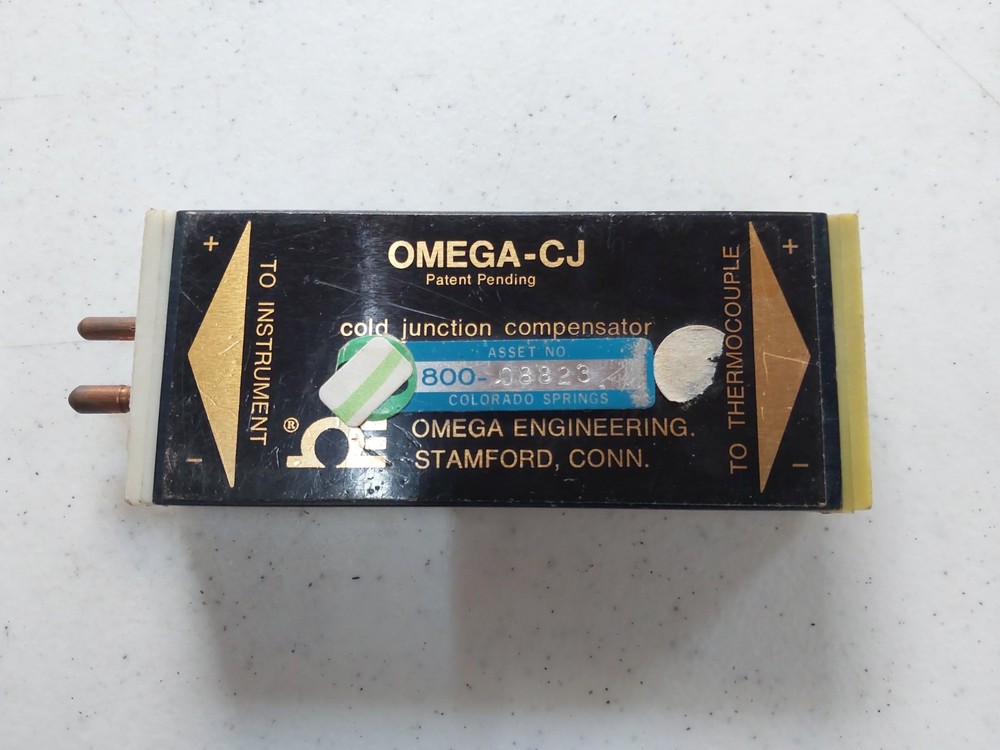 OMEGA-CJ
Patent Pending
cold junction compensator
ASSET NO.
800-08823
COLORADO SPRINGS
OMEGA ENGINEERING.
STAMFORD, CONN.
+
TO INSTRUMENT
-
+
TO THERMOCOUPLE
-
®